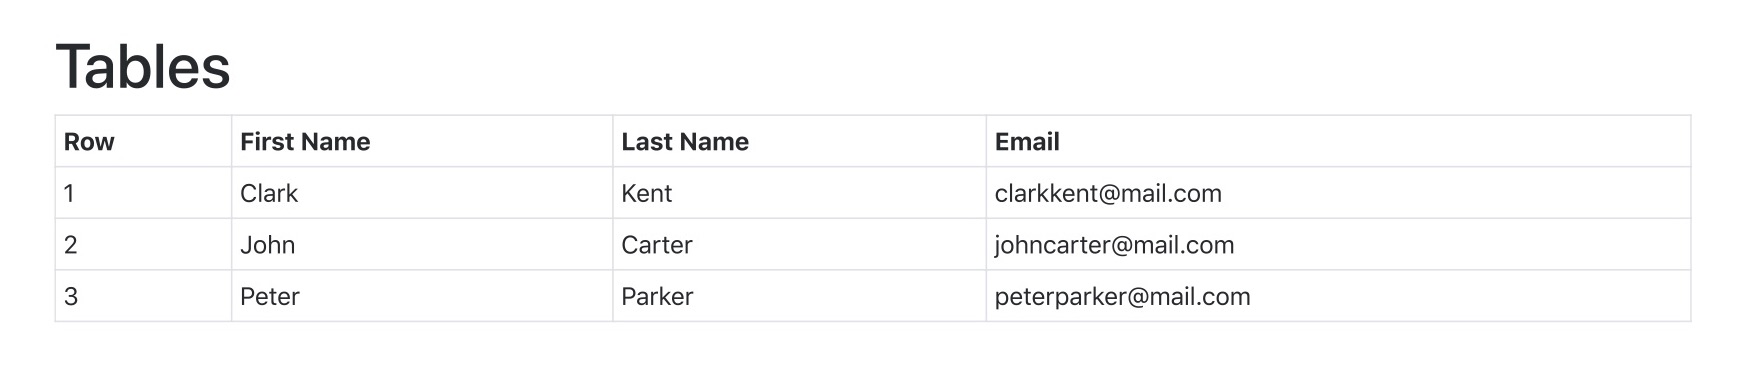 Tables
Row First Name Last Name Email
1 Clark Kent clarkkent@mail.com
2 John Carter johncarter@mail.com
3 Peter Parker peterparker@mail.com